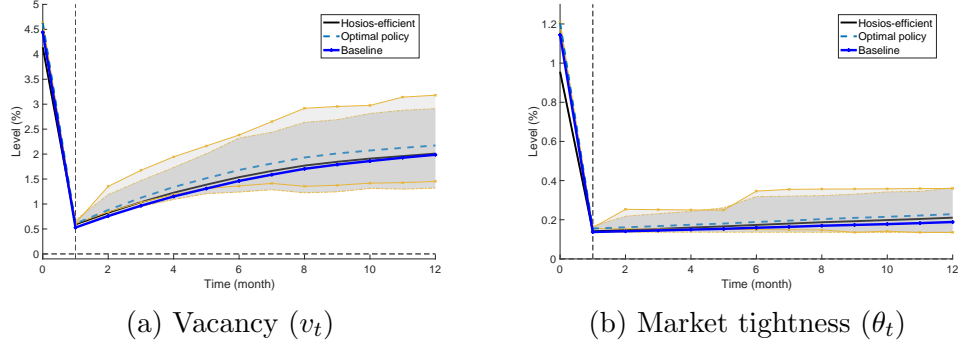 5
4.5
4
3.5
3
2.5
2
1.5
1
0.5
0
Level (%)
Hosios-efficient
Optimal policy
Baseline
0 2 4 6 8 10 12
Time (month)
(a) Vacancy (vₜ)
1.2
1
0.8
0.6
0.4
0.2
0
Level (%)
Hosios-efficient
Optimal policy
Baseline
0 2 4 6 8 10 12
Time (month)
(b) Market tightness (θₜ)